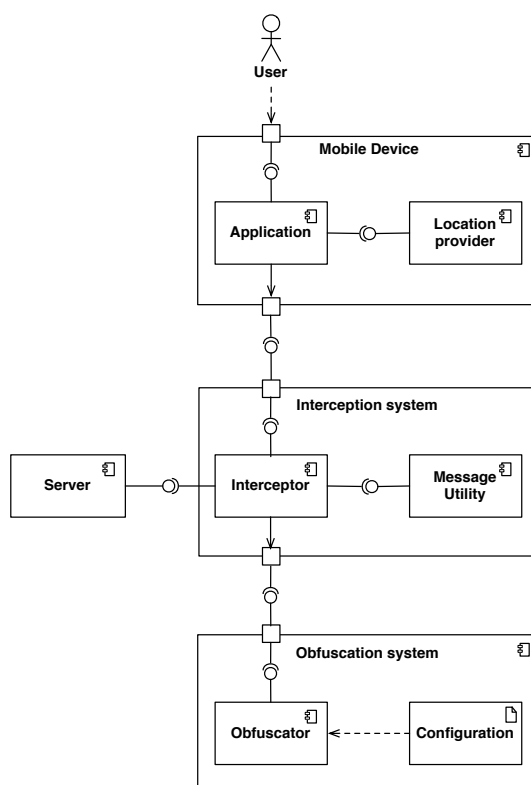 User
Mobile Device
Application
Location
provider
Interception system
Server
Interceptor
Message
Utility
Obfuscation system
Obfuscator
Configuration